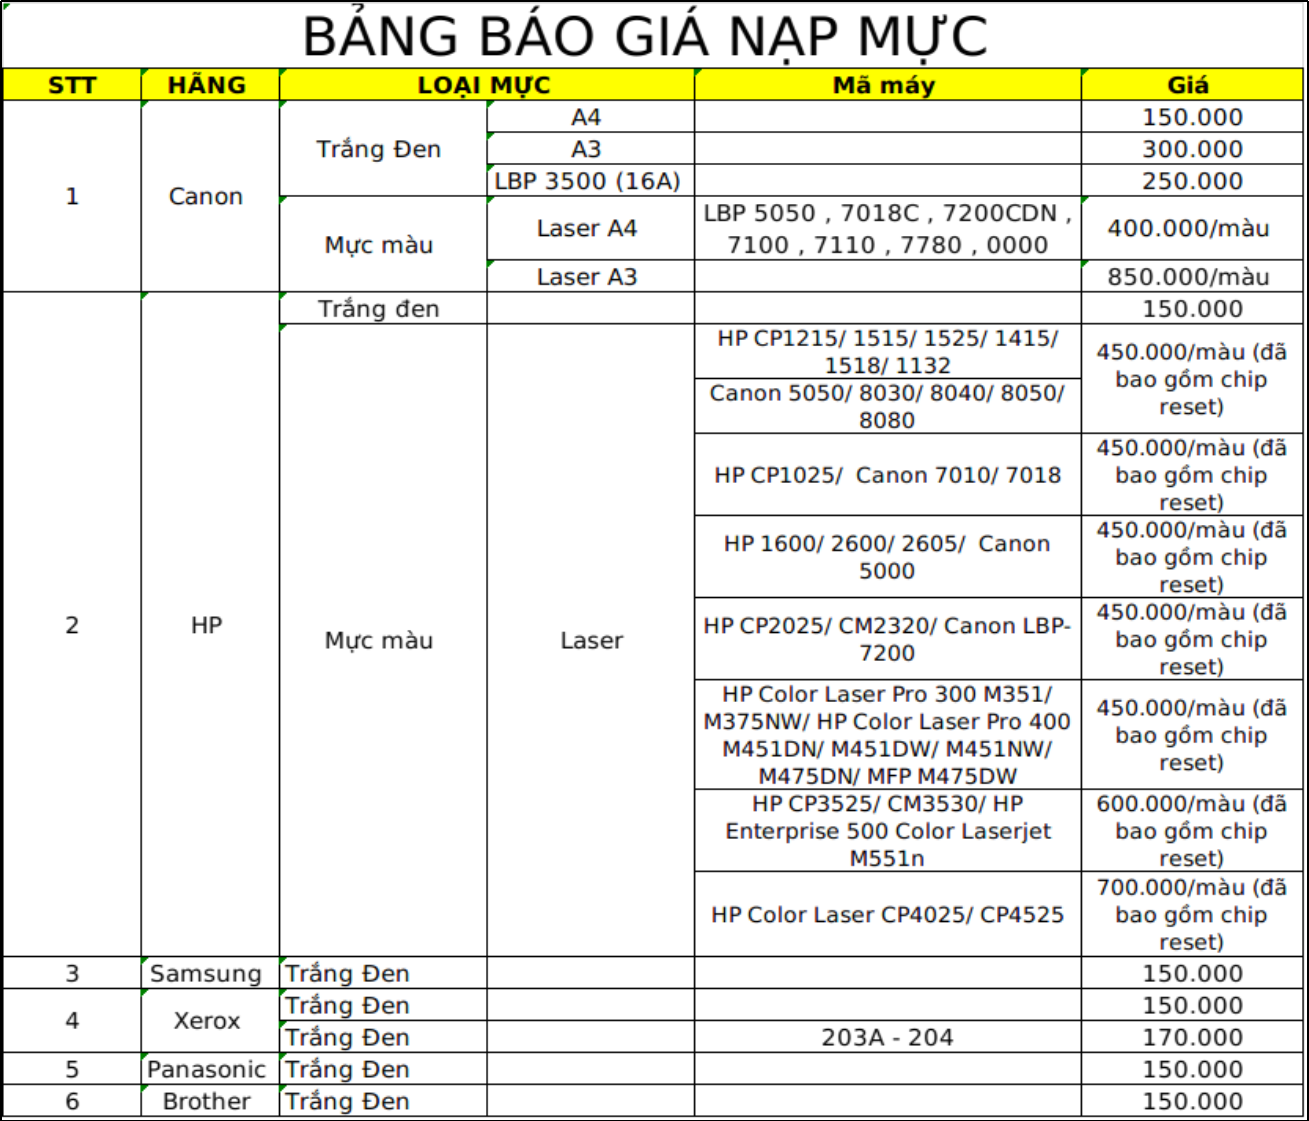 BẢNG BÁO GIÁ NẠP MỰC
STT HÃNG LOẠI MỰC Mã máy Giá
1 Canon Trắng Đen A4 150.000
A3 300.000
LBP 3500 (16A) 250.000
Mực màu Laser A4 LBP 5050 , 7018C , 7200CDN ,
7100 , 7110 , 7780 , 0000 400.000/màu
Laser A3 850.000/màu
2 HP Trắng đen 150.000
Mực màu Laser HP CP1215/ 1515/ 1525/ 1415/
1518/ 1132
Canon 5050/ 8030/ 8040/ 8050/
8080
450.000/màu (đã
bao gồm chip
reset)
HP CP1025/ Canon 7010/ 7018
450.000/màu (đã
bao gồm chip
reset)
HP 1600/ 2600/ 2605/ Canon
5000
450.000/màu (đã
bao gồm chip
reset)
HP CP2025/ CM2320/ Canon LBP-
7200
450.000/màu (đã
bao gồm chip
reset)
HP Color Laser Pro 300 M351/
M375NW/ HP Color Laser Pro 400
M451DN/ M451DW/ M451NW/
M475DN/ MFP M475DW
450.000/màu (đã
bao gồm chip
reset)
HP CP3525/ CM3530/ HP
Enterprise 500 Color Laserjet
M551n
600.000/màu (đã
bao gồm chip
reset)
HP Color Laser CP4025/ CP4525
700.000/màu (đã
bao gồm chip
reset)
3 Samsung Trắng Đen 150.000
4 Xerox Trắng Đen 150.000
Trắng Đen 203A - 204 170.000
5 Panasonic Trắng Đen 150.000
6 Brother Trắng Đen 150.000